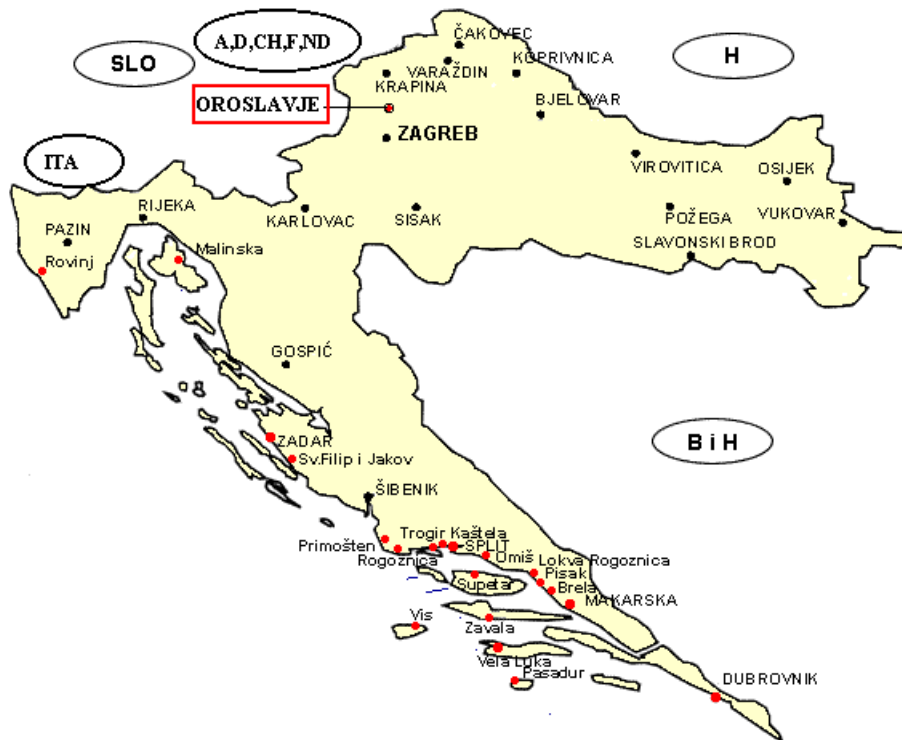 A,D,CH,F,ND
ČAKOVEC
SLO
H
VARAŽDIN
KOPRIVNICA
KRAPINA
OROSLAVJE
BJELOVAR
ZAGREB
ITA
VIROVITICA
OSIJEK
RIJEKA
KARLOVAC
SISAK
POŽEGA
VUKOVAR
PAZIN
Malinska
SLAVONSKI BROD
Rovinj
GOSPIĆ
ZADAR
B i H
Sv.Filip i Jakov
ŠIBENIK
Trogir Kaštela
Primošten
SPLIT
Rogoznica
Omiš
Lokva Rogoznica
Pisak
Supetar
Brela
MAKARSKA
Vis
Zavala
Vela Luka
Pasadur
DUBROVNIK